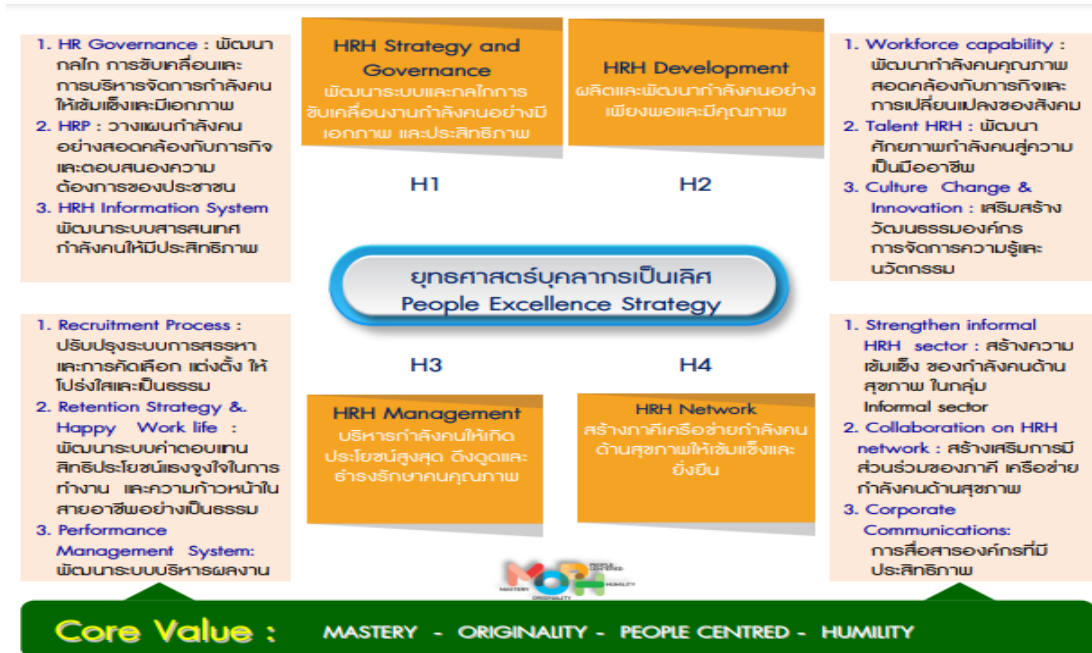 1. HR Governance : พัฒนา
กลไก การขับเคลื่อนและ
การบริหารจัดการกำลังคน
ให้เข้มแข็งและมีเอกภาพ
2. HRP : วางแผนกำลังคน
อย่างสอดคล้องกับภารกิจ
และตอบสนองความ
ต้องการของประชาชน
3. HRH Information System
พัฒนาระบบสารสนเทศ
กำลังคนให้มีประสิทธิภาพ
HRH Strategy and
Governance
พัฒนาระบบและกลไกการ
ขับเคลื่อนงานกำลังคนอย่างมี
เอกภาพ และประสิทธิภาพ
H1
HRH Development
ผลิตและพัฒนากำลังคนอย่าง
เพียงพอและมีคุณภาพ
H2
1. Workforce capability :
พัฒนากำลังคนคุณภาพ
สอดคล้องกับภารกิจและ
การเปลี่ยนแปลงของสังคม
2. Talent HRH : พัฒนา
ศักยภาพกำลังคนสู่ความ
เป็นมืออาชีพ
3. Culture Change &
Innovation : เสริมสร้าง
วัฒนธรรมองค์กร
การจัดการความรู้และ
นวัตกรรม
ยุทธศาสตร์บุคลากรเป็นเลิศ
People Excellence Strategy
1. Recruitment Process :
ปรับปรุงระบบการสรรหา
และการคัดเลือก แต่งตั้ง ให้
โปร่งใสและเป็นธรรม
2. Retention Strategy &
Happy Work life :
พัฒนาระบบค่าตอบแทน
สิทธิประโยชน์แรงจูงใจในการ
ทำงาน และความก้าวหน้าใน
สายอาชีพอย่างเป็นธรรม
3. Performance
Management System:
พัฒนาระบบบริหารผลงาน
H3
HRH Management
บริหารกำลังคนให้เกิด
ประโยชน์สูงสุด ดึงดูดและ
ธำรงรักษาคนคุณภาพ
H4
HRH Network
สร้างภาคีเครือข่ายกำลังคน
ด้านสุขภาพให้เข้มแข็งและ
ยั่งยืน
1. Strengthen informal
HRH sector : สร้างความ
เข้มแข็ง ของกำลังคนด้าน
สุขภาพ ในกลุ่ม
Informal sector
2. Collaboration on HRH
network : สร้างเสริมการมี
ส่วนร่วมของภาคี เครือข่าย
กำลังคนด้านสุขภาพ
3. Corporate
Communications:
การสื่อสารองค์กรที่มี
ประสิทธิภาพ
MOPH
MASTERY
ORIGINALITY
PEOPLE
CENTERED
HUMILITY
Core Value : MASTERY - ORIGINALITY - PEOPLE CENTRED - HUMILITY